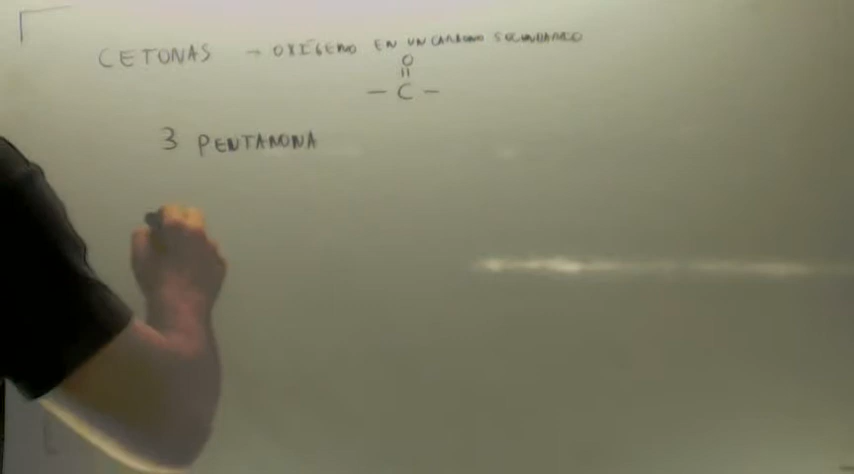 CETONAS → OXÍGENO EN UN CARBONO SECUNDARIO
O
||
— C —
3 PENTANONA